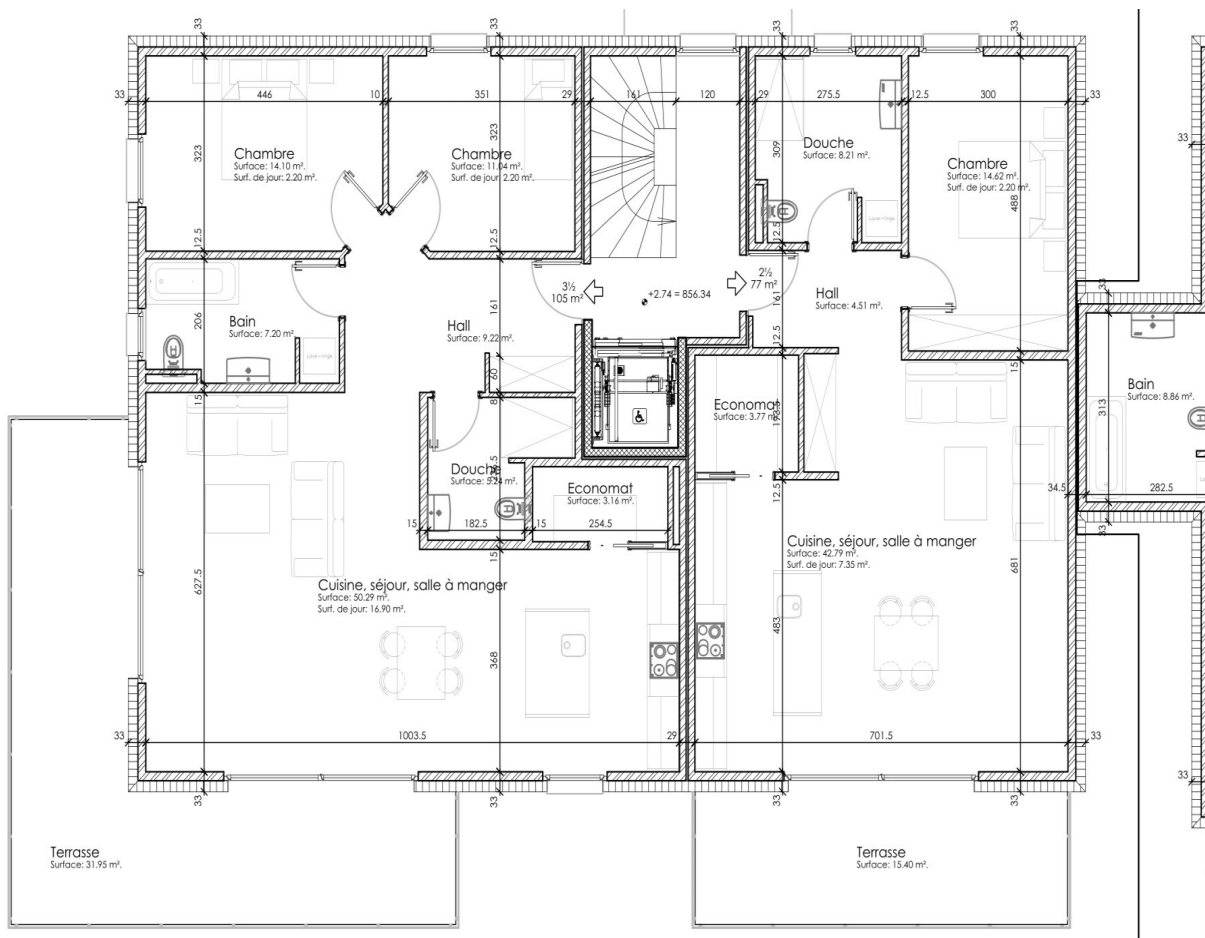 33
33
33
33
33
446
10
351
29
161
120
29
275.5
12.5
300
33
33
323
Chambre
Surface: 14.10 m².
Surf. de jour: 2.20 m².
323
Chambre
Surface: 11.04 m².
Surf. de jour: 2.20 m².
309
Douche
Surface: 8.21 m².
Chambre
Surface: 14.62 m².
Surf. de jour: 2.20 m².
488
Lave-linge
12.5
12.5
12.5
206
Bain
Surface: 7.20 m².
Lave-linge
161
Hall
Surface: 9.22 m².
60
3½
105 m²
+2.74 = 856.34
2½
77 m²
161
Hall
Surface: 4.51 m².
12.5
33
15
8
15
Economat
Surface: 3.77 m².
12.5
Bain
Surface: 8.86 m².
313
34.5
282.5
33
Douche
Surface: 5.24 m².
15
182.5
15
Economat
Surface: 3.16 m².
254.5
15
627.5
Cuisine, séjour, salle à manger
Surface: 50.29 m².
Surf. de jour: 16.90 m².
368
Cuisine, séjour, salle à manger
Surface: 42.79 m².
Surf. de jour: 7.35 m².
483
681
33
1003.5
29
701.5
33
33
33
33
33
33
Terrasse
Surface: 31.95 m².
Terrasse
Surface: 15.40 m².